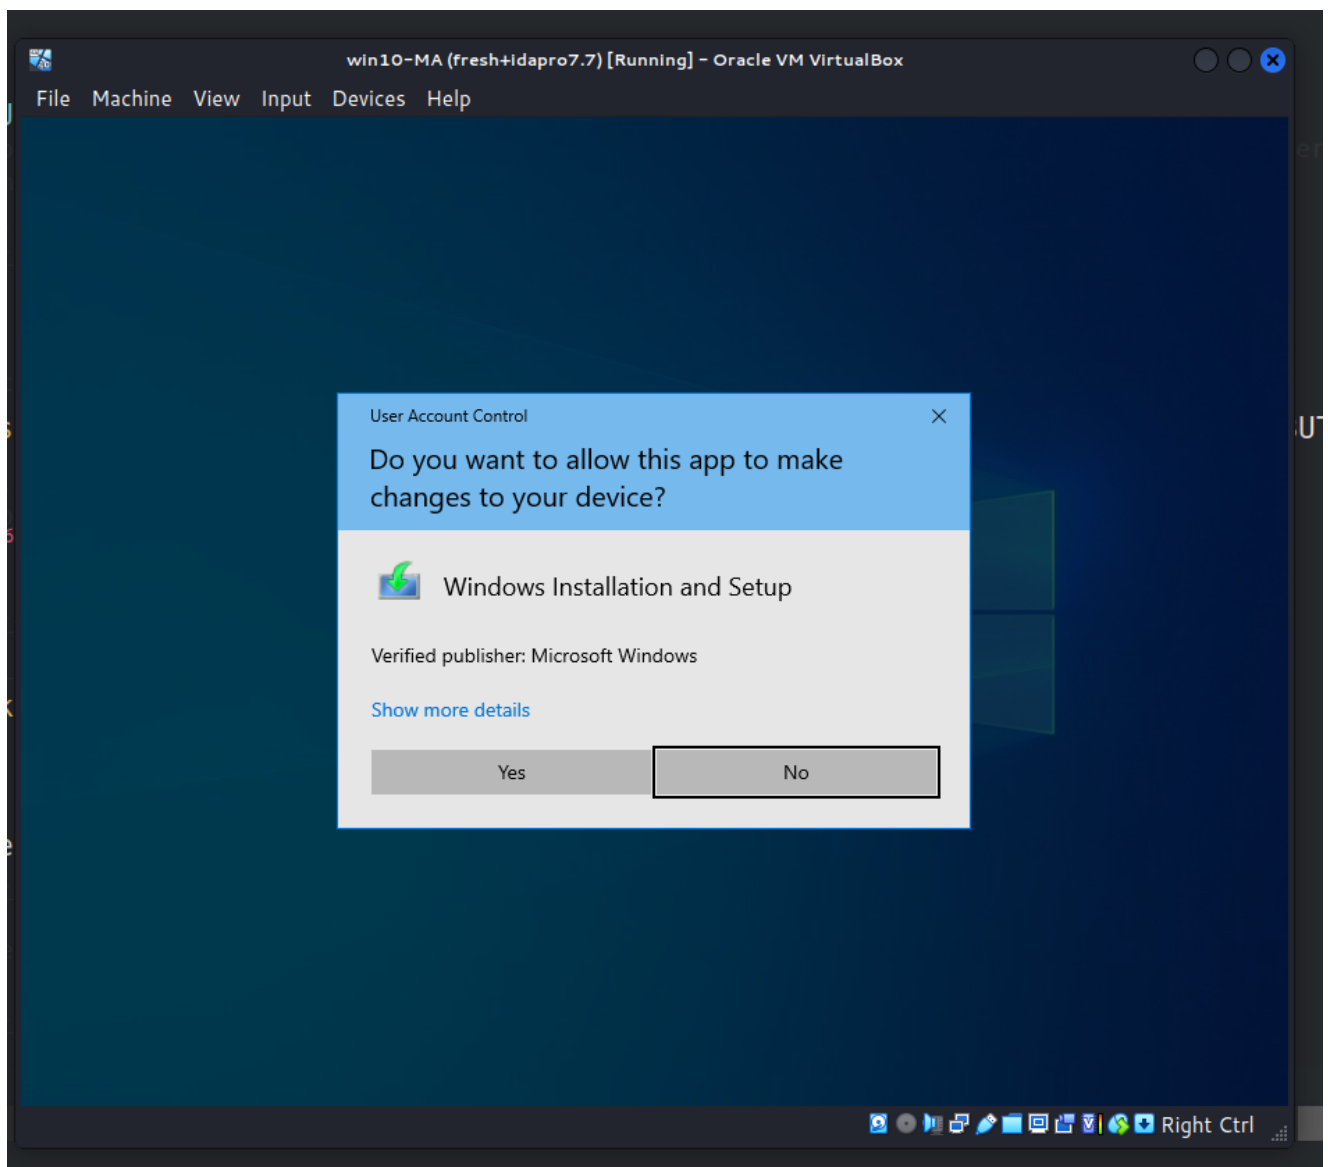 win10-MA (fresh+idapro7.7) [Running] - Oracle VM VirtualBox
File Machine View Input Devices Help
User Account Control
Do you want to allow this app to make
changes to your device?
Windows Installation and Setup
Verified publisher: Microsoft Windows
Show more details
Yes No
Right Ctrl